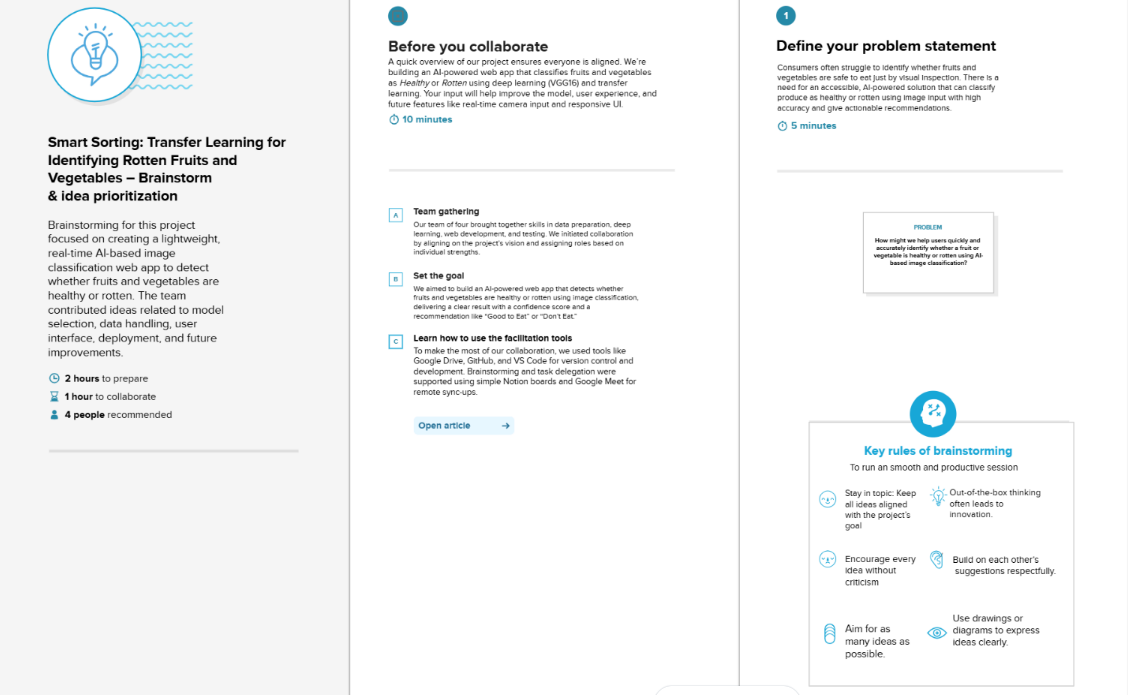 Smart Sorting: Transfer Learning for
Identifying Rotten Fruits and
Vegetables – Brainstorm
& idea prioritization
Brainstorming for this project
focused on creating a lightweight,
real-time AI-based image
classification web app to detect
whether fruits and vegetables are
healthy or rotten. The team
contributed ideas related to model
selection, data handling, user
interface, deployment, and future
improvements.
2 hours to prepare
1 hour to collaborate
4 people recommended
Before you collaborate
A quick overview of our project ensures everyone is aligned. We're
building an AI-powered web app that classifies fruits and vegetables
as Healthy or Rotten using deep learning (VGG16) and transfer
learning. Your input will help improve the model, user experience, and
future features like real-time camera input and responsive UI.
10 minutes
A
Team gathering
Our team of four brought together skills in data preparation, deep
learning, web development, and testing. We initiated collaboration
by aligning on the project's vision and assigning roles based on
individual strengths.
B
Set the goal
We aimed to build an AI-powered web app that detects whether
fruits and vegetables are healthy or rotten using image classification,
delivering a clear result with a confidence score and a
recommendation like "Good to Eat" or "Don't Eat."
C
Learn how to use the facilitation tools
To make the most of our collaboration, we used tools like
Google Drive, GitHub, and VS Code for version control and
development. Brainstorming and task delegation were
supported using simple Notion boards and Google Meet for
remote sync-ups.
Open article →
1
Define your problem statement
Consumers often struggle to identify whether fruits and
vegetables are safe to eat just by visual inspection. There is a
need for an accessible, AI-powered solution that can classify
produce as healthy or rotten using image input with high
accuracy and give actionable recommendations.
5 minutes
PROBLEM
How might we help users quickly and
accurately identify whether a fruit or
vegetable is healthy or rotten using AI-
based image classification?
Key rules of brainstorming
To run an smooth and productive session
Stay in topic: Keep
all ideas aligned
with the project's
goal
Out-of-the-box thinking
often leads to
innovation.
Encourage every
idea without
criticism
Build on each other's
suggestions respectfully.
Aim for as
many ideas as
possible.
Use drawings or
diagrams to express
ideas clearly.